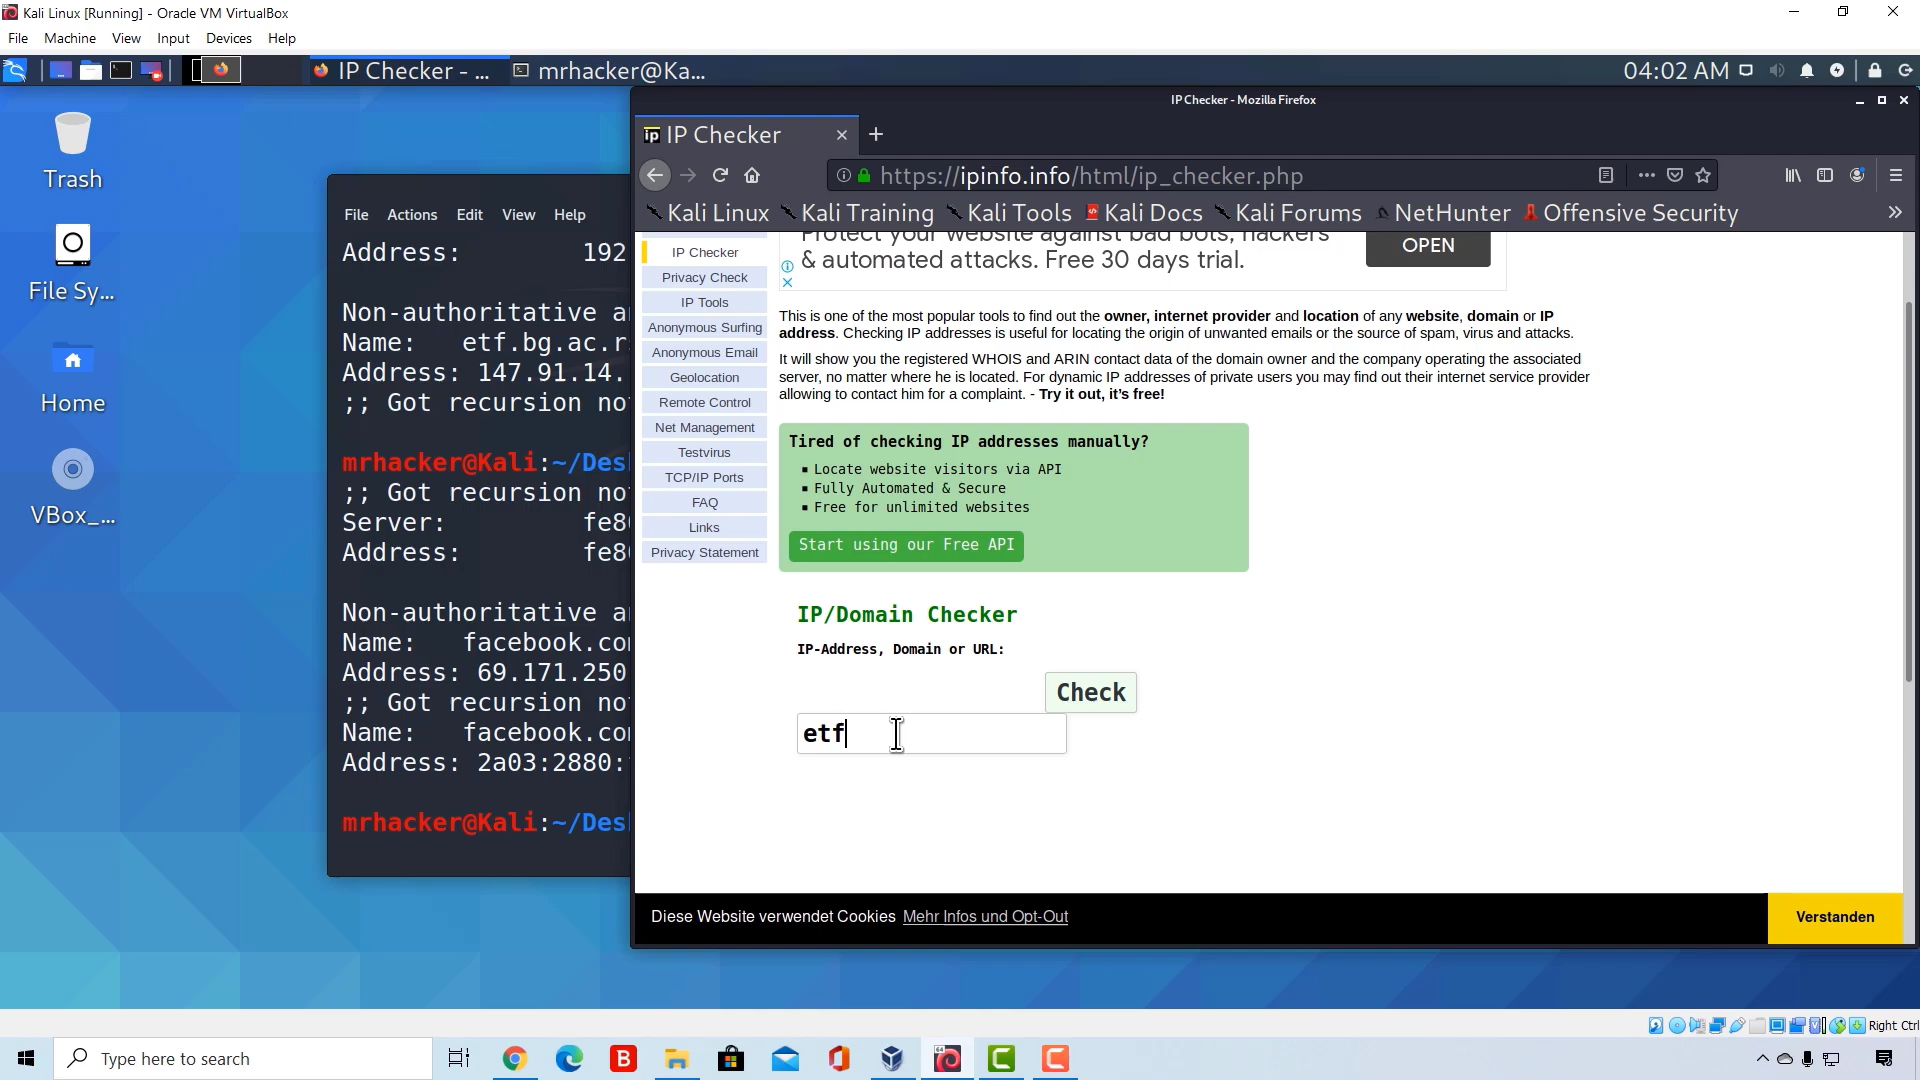 Kali Linux [Running] - Oracle VM VirtualBox
File Machine View Input Devices Help
IP Checker - ...
mrhacker@Ka...
04:02 AM
Trash
File Sy...
Home
VBox_...
File Actions Edit View Help
Address: 192
Non-authoritative
Name: etf.bg.ac.r
Address: 147.91.14.
;; Got recursion no
mrhacker@Kali:~/Des
;; Got recursion no
Server: fe8
Address: fe8
Non-authoritative
Name: facebook.co
Address: 69.171.250
;; Got recursion no
Name: facebook.co
Address: 2a03:2880:
mrhacker@Kali:~/Des
IP Checker - Mozilla Firefox
ip IP Checker
https://ipinfo.info/html/ip_checker.php
Kali Linux Kali Training Kali Tools Kali Docs Kali Forums NetHunter Offensive Security
IP Checker
Privacy Check
IP Tools
Anonymous Surfing
Anonymous Email
Geolocation
Remote Control
Net Management
Testvirus
TCP/IP Ports
FAQ
Links
Privacy Statement
Protect your website against bad bots, hackers
& automated attacks. Free 30 days trial.
OPEN
This is one of the most popular tools to find out the owner, internet provider and location of any website, domain or IP
address. Checking IP addresses is useful for locating the origin of unwanted emails or the source of spam, virus and attacks.
It will show you the registered WHOIS and ARIN contact data of the domain owner and the company operating the associated
server, no matter where he is located. For dynamic IP addresses of private users you may find out their internet service provider
allowing to contact him for a complaint. - Try it out, it's free!
Tired of checking IP addresses manually?
Locate website visitors via API
Fully Automated & Secure
Free for unlimited websites
Start using our Free API
IP/Domain Checker
IP-Address, Domain or URL:
Check
etf
Diese Website verwendet Cookies Mehr Infos und Opt-Out
Verstanden
Right Ctrl
Type here to search